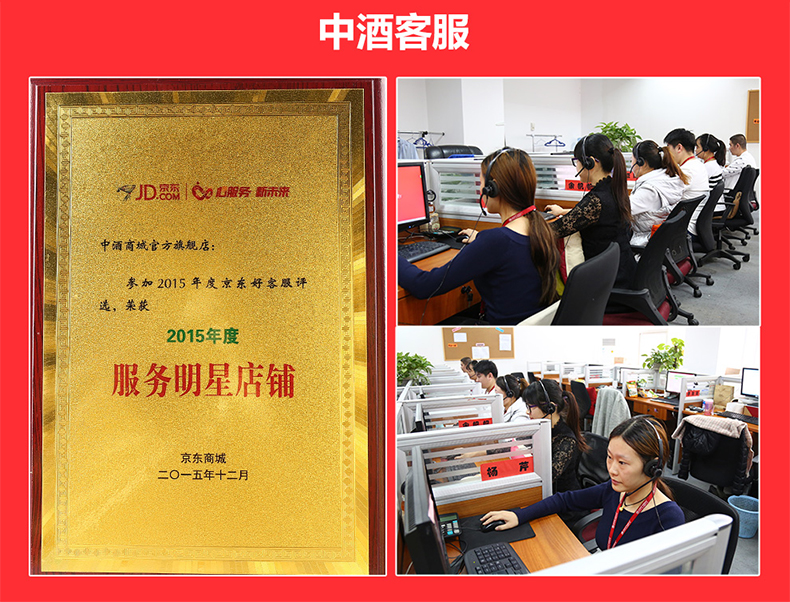 中酒客服
JD 京东 .COM 心服务 新未来
中酒商城官方旗舰店：
参加2015年度京东好客服评
选，荣获
2015年度
服务明星店铺
京东商城
二〇一五年十二月
杨 芹